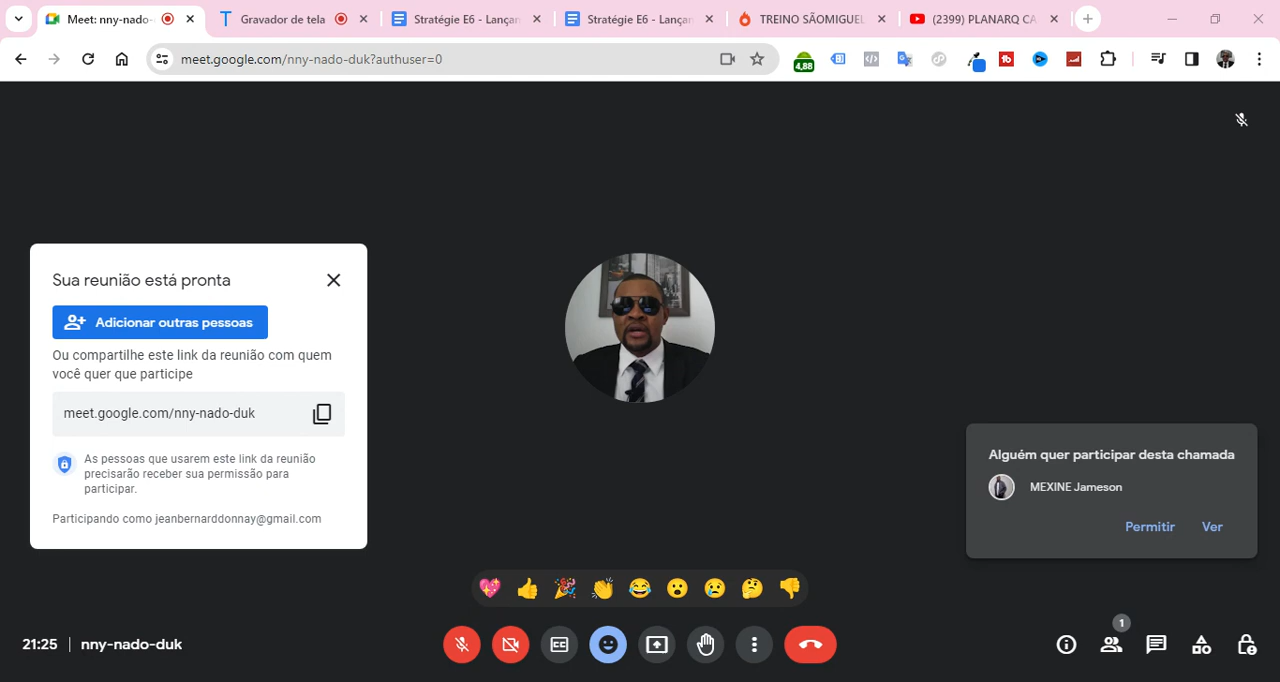 Meet: nny-nado-
Gravador de tela
Stratégie E6 - Lançan
Stratégie E6 - Lançan
TREINO SÃOMIGUEL
(2399) PLANARQ CA
meet.google.com/nny-nado-duk?authuser=0
4,88
Sua reunião está pronta
Adicionar outras pessoas
Ou compartilhe este link da reunião com quem
você quer que participe
meet.google.com/nny-nado-duk
As pessoas que usarem este link da reunião
precisarão receber sua permissão para
participar.
Participando como jeanbernarddonnay@gmail.com
Alguém quer participar desta chamada
MEXINE Jameson
Permitir
Ver
21:25
nny-nado-duk
CC
1